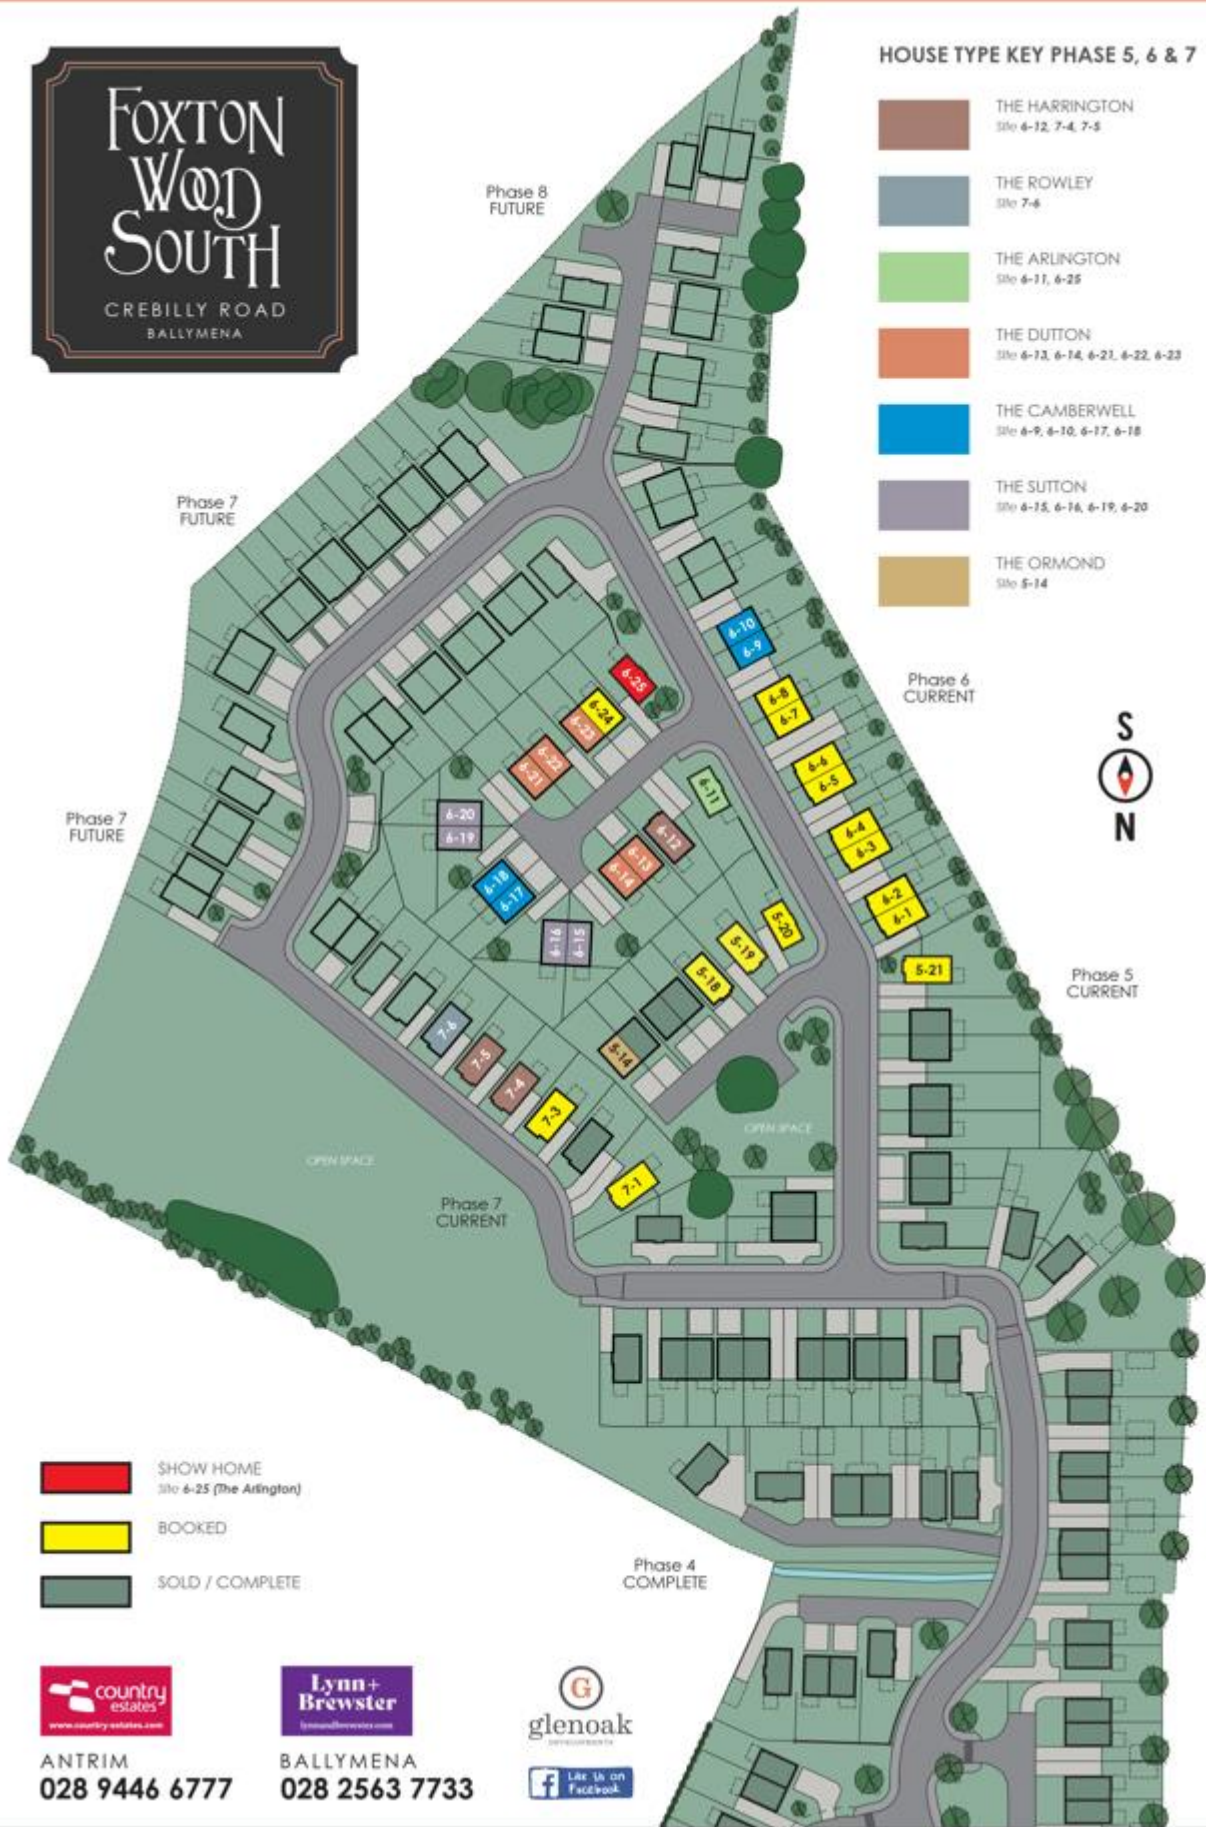 FOXTON
WOOD
SOUTH
CREBILLY ROAD
BALLYMENA
HOUSE TYPE KEY PHASE 5, 6 & 7
THE HARRINGTON
Site 6-12, 7-4, 7-5
THE ROWLEY
Site 7-6
THE ARLINGTON
Site 6-11, 6-25
THE DUTTON
Site 6-13, 6-14, 6-21, 6-22, 6-23
THE CAMBERWELL
Site 6-9, 6-10, 6-17, 6-18
THE SUTTON
Site 6-15, 6-16, 6-19, 6-20
THE ORMOND
Site 5-14
Phase 8
FUTURE
Phase 7
FUTURE
Phase 6
CURRENT
S
N
Phase 7
FUTURE
Phase 5
CURRENT
6-10
6-9
6-8
6-7
6-6
6-5
6-4
6-3
6-2
6-1
6-25
6-24
6-23
6-22
6-21
6-20
6-19
6-18
6-17
6-16
6-15
6-11
6-12
6-13
6-14
5-20
5-19
5-18
5-21
5-14
7-6
7-5
7-4
7-3
7-1
OPEN SPACE
OPEN SPACE
Phase 7
CURRENT
SHOW HOME
Site 6-25 (The Arlington)
BOOKED
SOLD / COMPLETE
Phase 4
COMPLETE
country
estates
www.country-estates.com
ANTRIM
028 9446 6777
Lynn+
Brewster
lynnandbrewster.com
BALLYMENA
028 2563 7733
G
glenoak
DEVELOPMENTS
f
Like Us on
Facebook